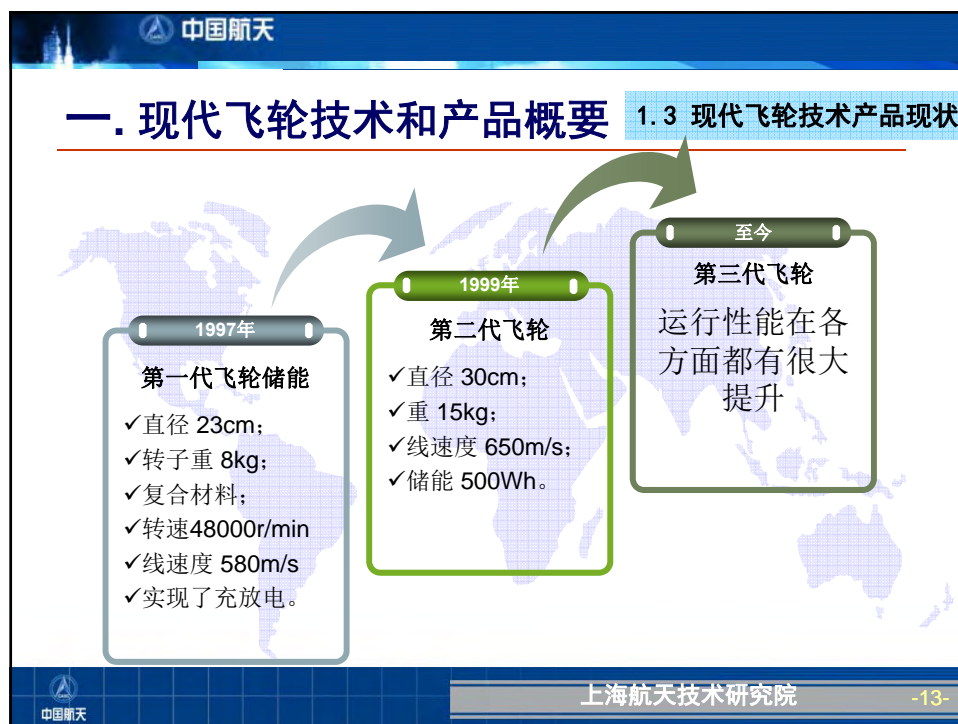 中国航天
一. 现代飞轮技术和产品概要
1.3 现代飞轮技术产品现状
1997年
第一代飞轮储能
✓直径 23cm;
✓转子重 8kg;
✓复合材料;
✓转速48000r/min
✓线速度 580m/s
✓实现了充放电。
1999年
第二代飞轮
✓直径 30cm;
✓重 15kg;
✓线速度 650m/s;
✓储能 500Wh。
至今
第三代飞轮
运行性能在各
方面都有很大
提升
中国航天
上海航天技术研究院
-13-